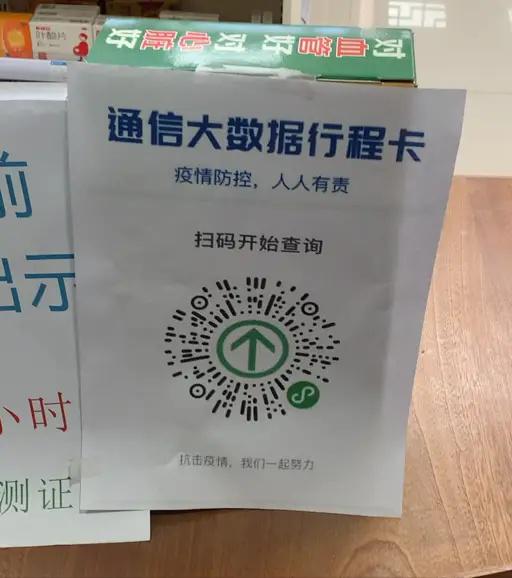 对血管好 对心脏好
叶酸片
通信大数据行程卡
疫情防控，人人有责
扫码开始查询
抗击疫情，我们一起努力
前
出示
小时
测证